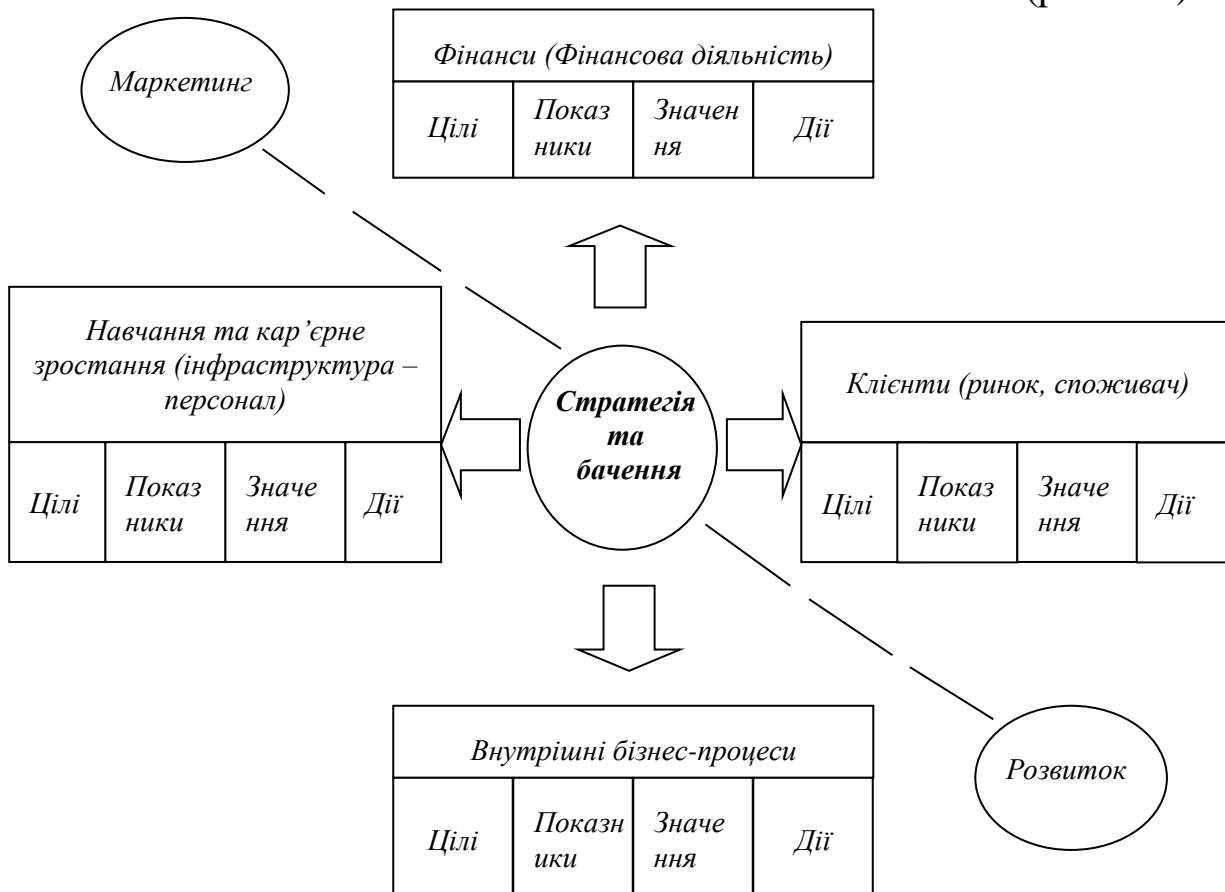 Фінанси (Фінансова діяльність)
Маркетинг
Цілі
Показ
ники
Значен
ня
Дії
Навчання та кар’єрне
зростання (інфраструктура –
персонал)
Цілі
Показ
ники
Значе
ння
Дії
Стратегія
та
бачення
Клієнти (ринок, споживач)
Цілі
Показ
ники
Значе
ння
Дії
Внутрішні бізнес-процеси
Цілі
Показн
ики
Значе
ння
Дії
Розвиток